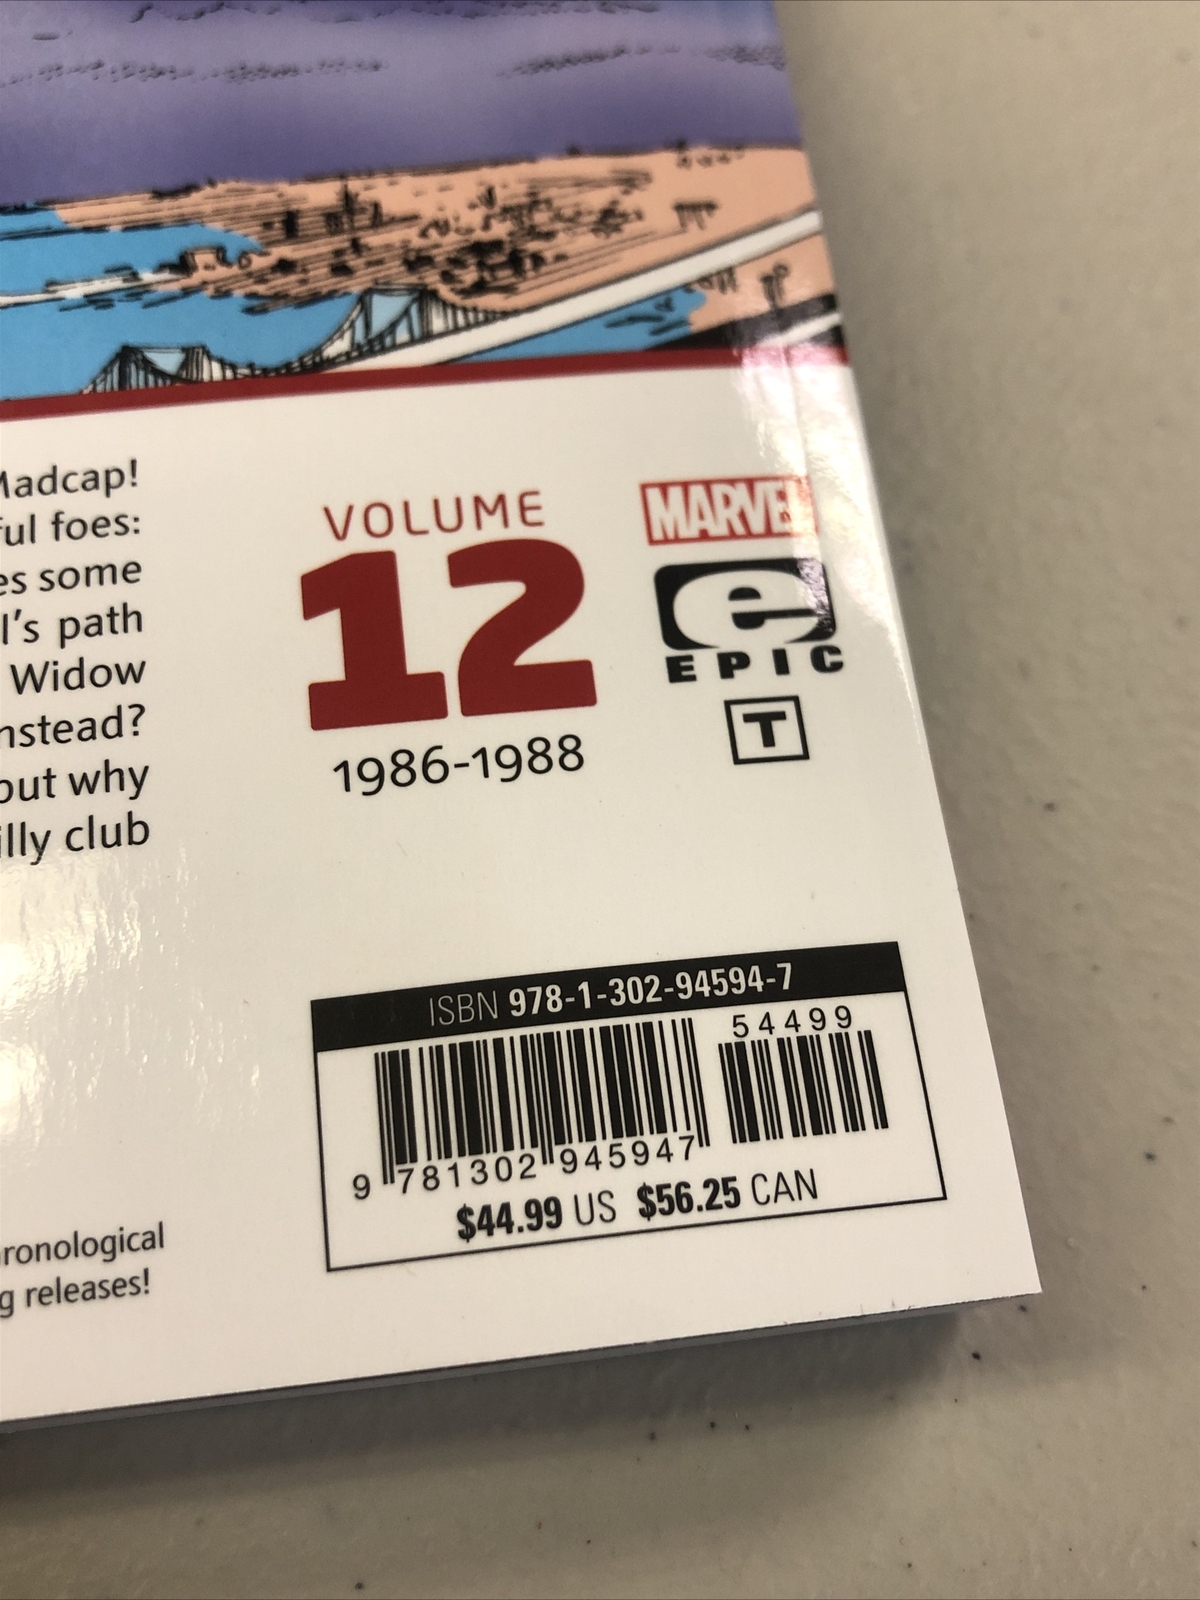 Madcap!
ful foes:
es some
l's path
Widow
nstead?
out why
illy club
ronological
g releases!
VOLUME
12
1986-1988
MARVEL
e
EPIC
T
ISBN 978-1-302-94594-7
54499
9 781302 945947
$44.99 US $56.25 CAN